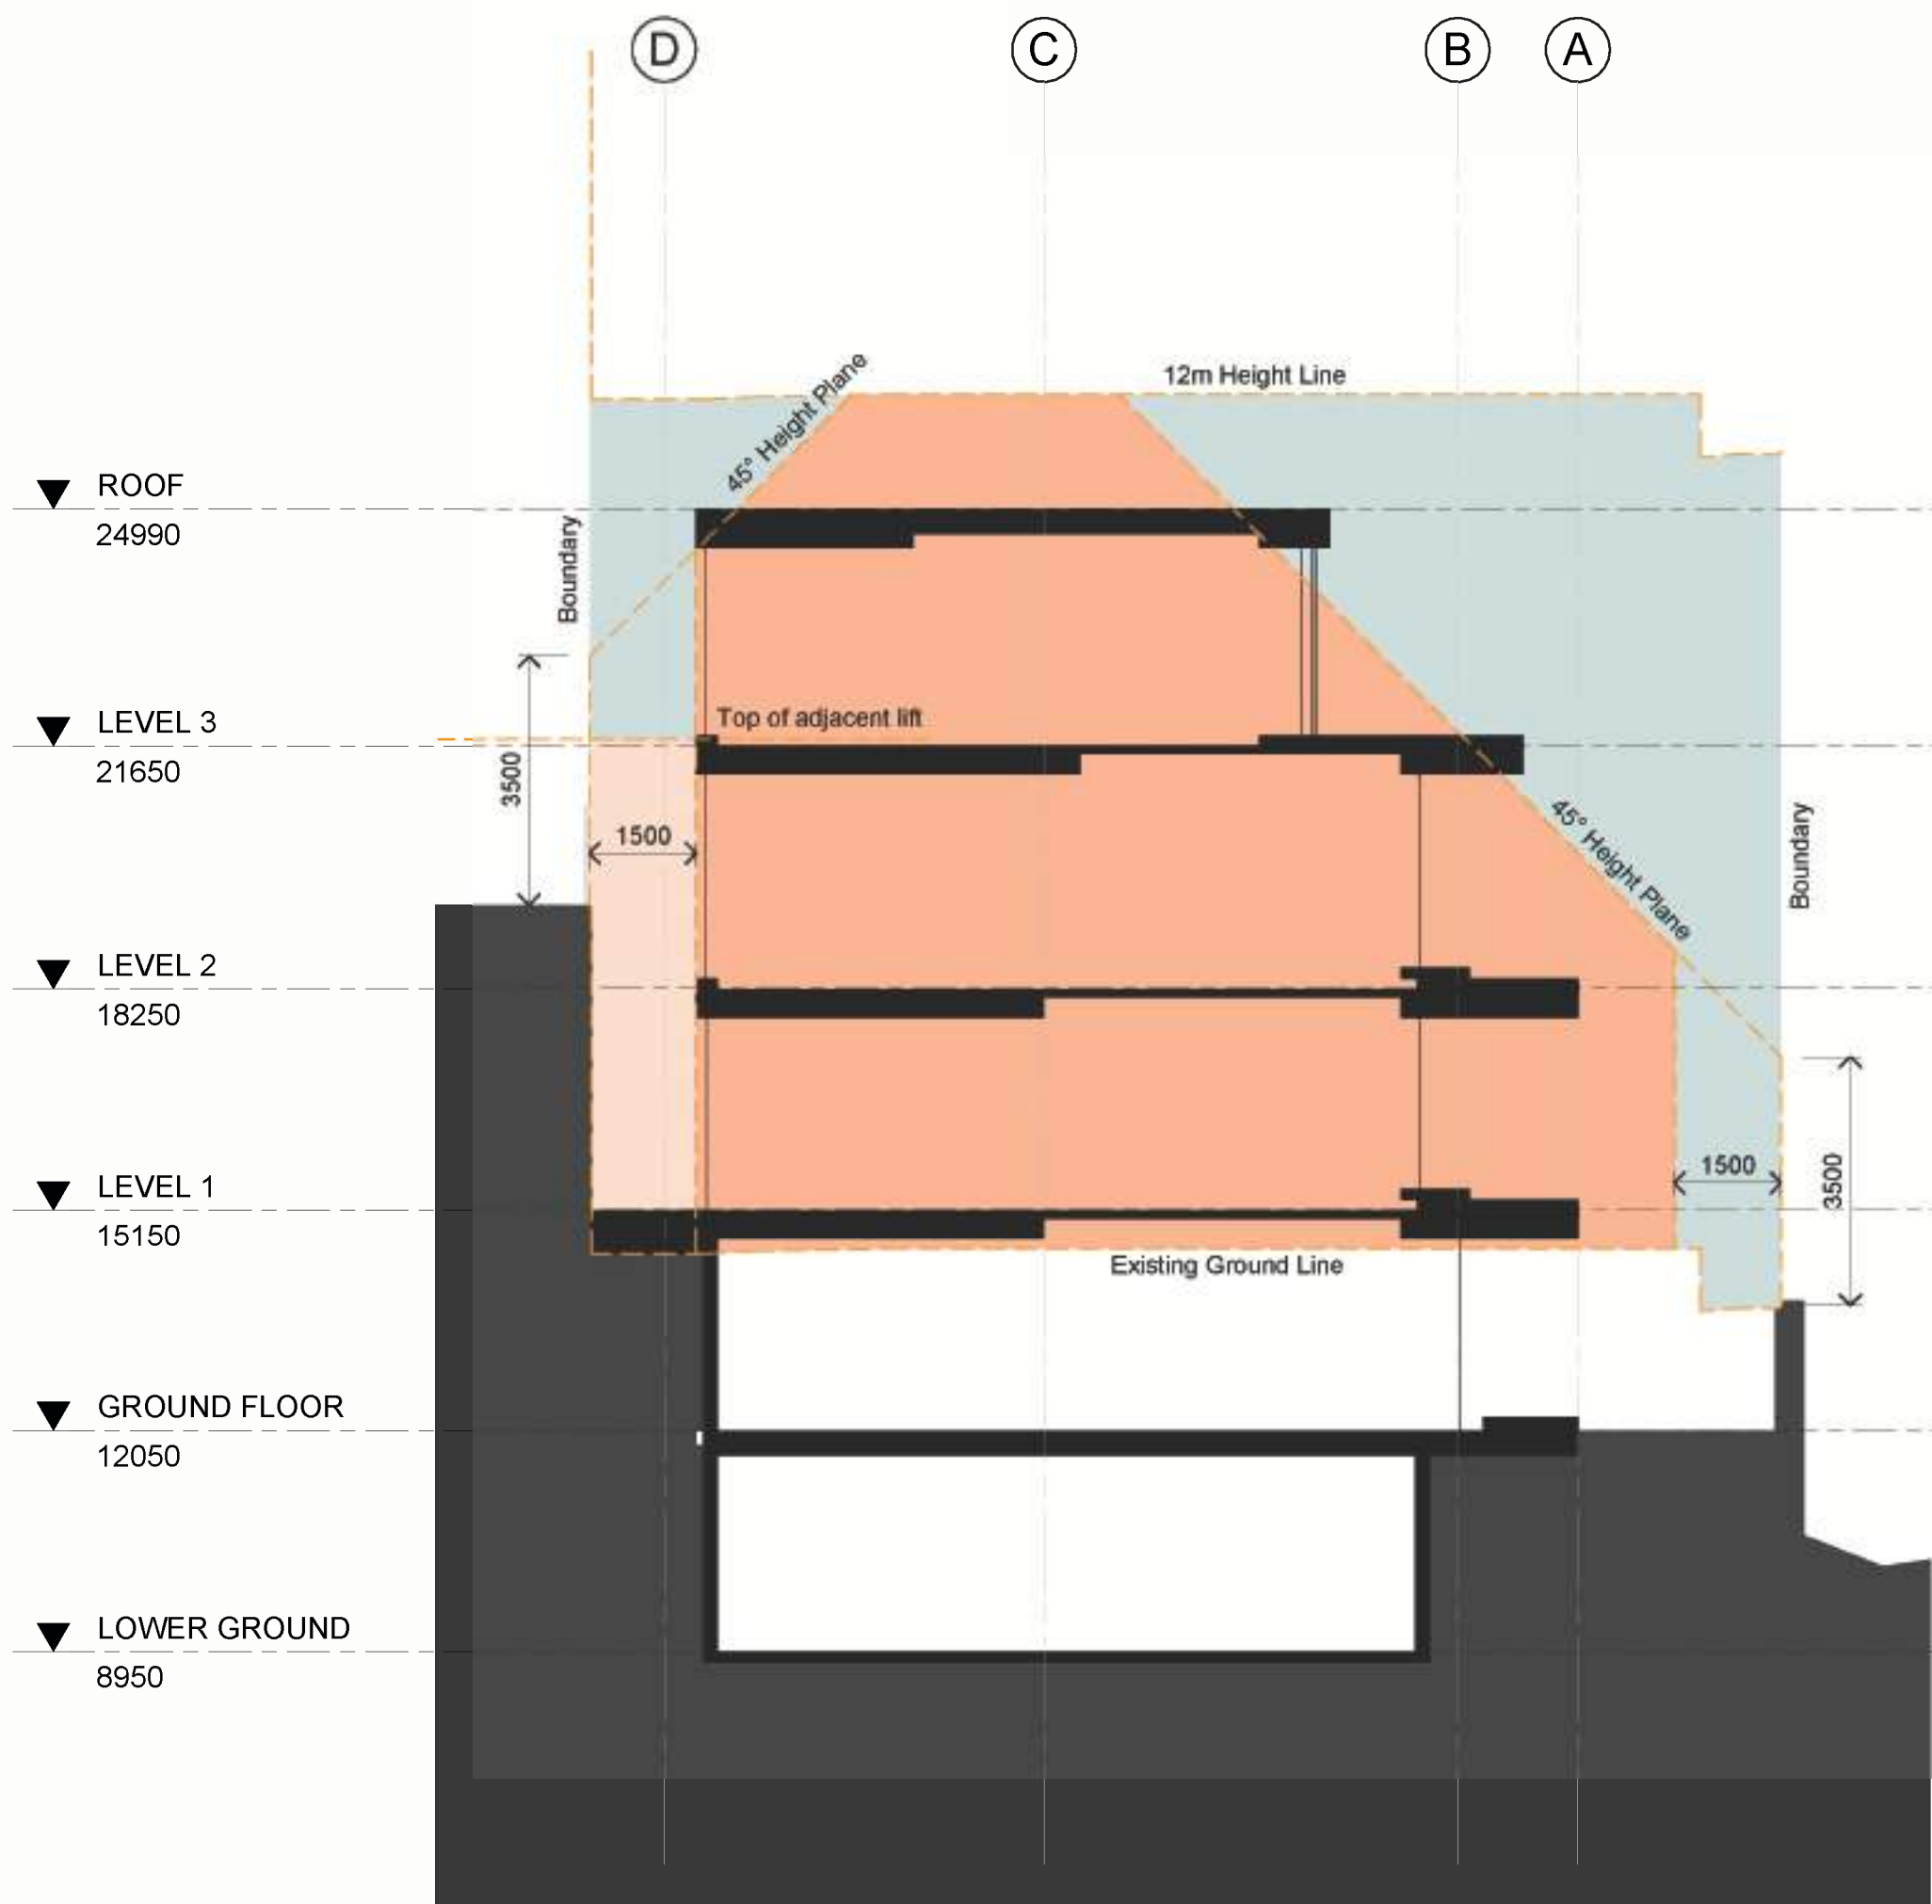 D
C
B
A
12m Height Line
45° Height Plane
ROOF
24990
Boundary
LEVEL 3
21650
Top of adjacent lift
3500
1500
45° Height Plane
Boundary
LEVEL 2
18250
LEVEL 1
15150
1500
3500
Existing Ground Line
GROUND FLOOR
12050
LOWER GROUND
8950